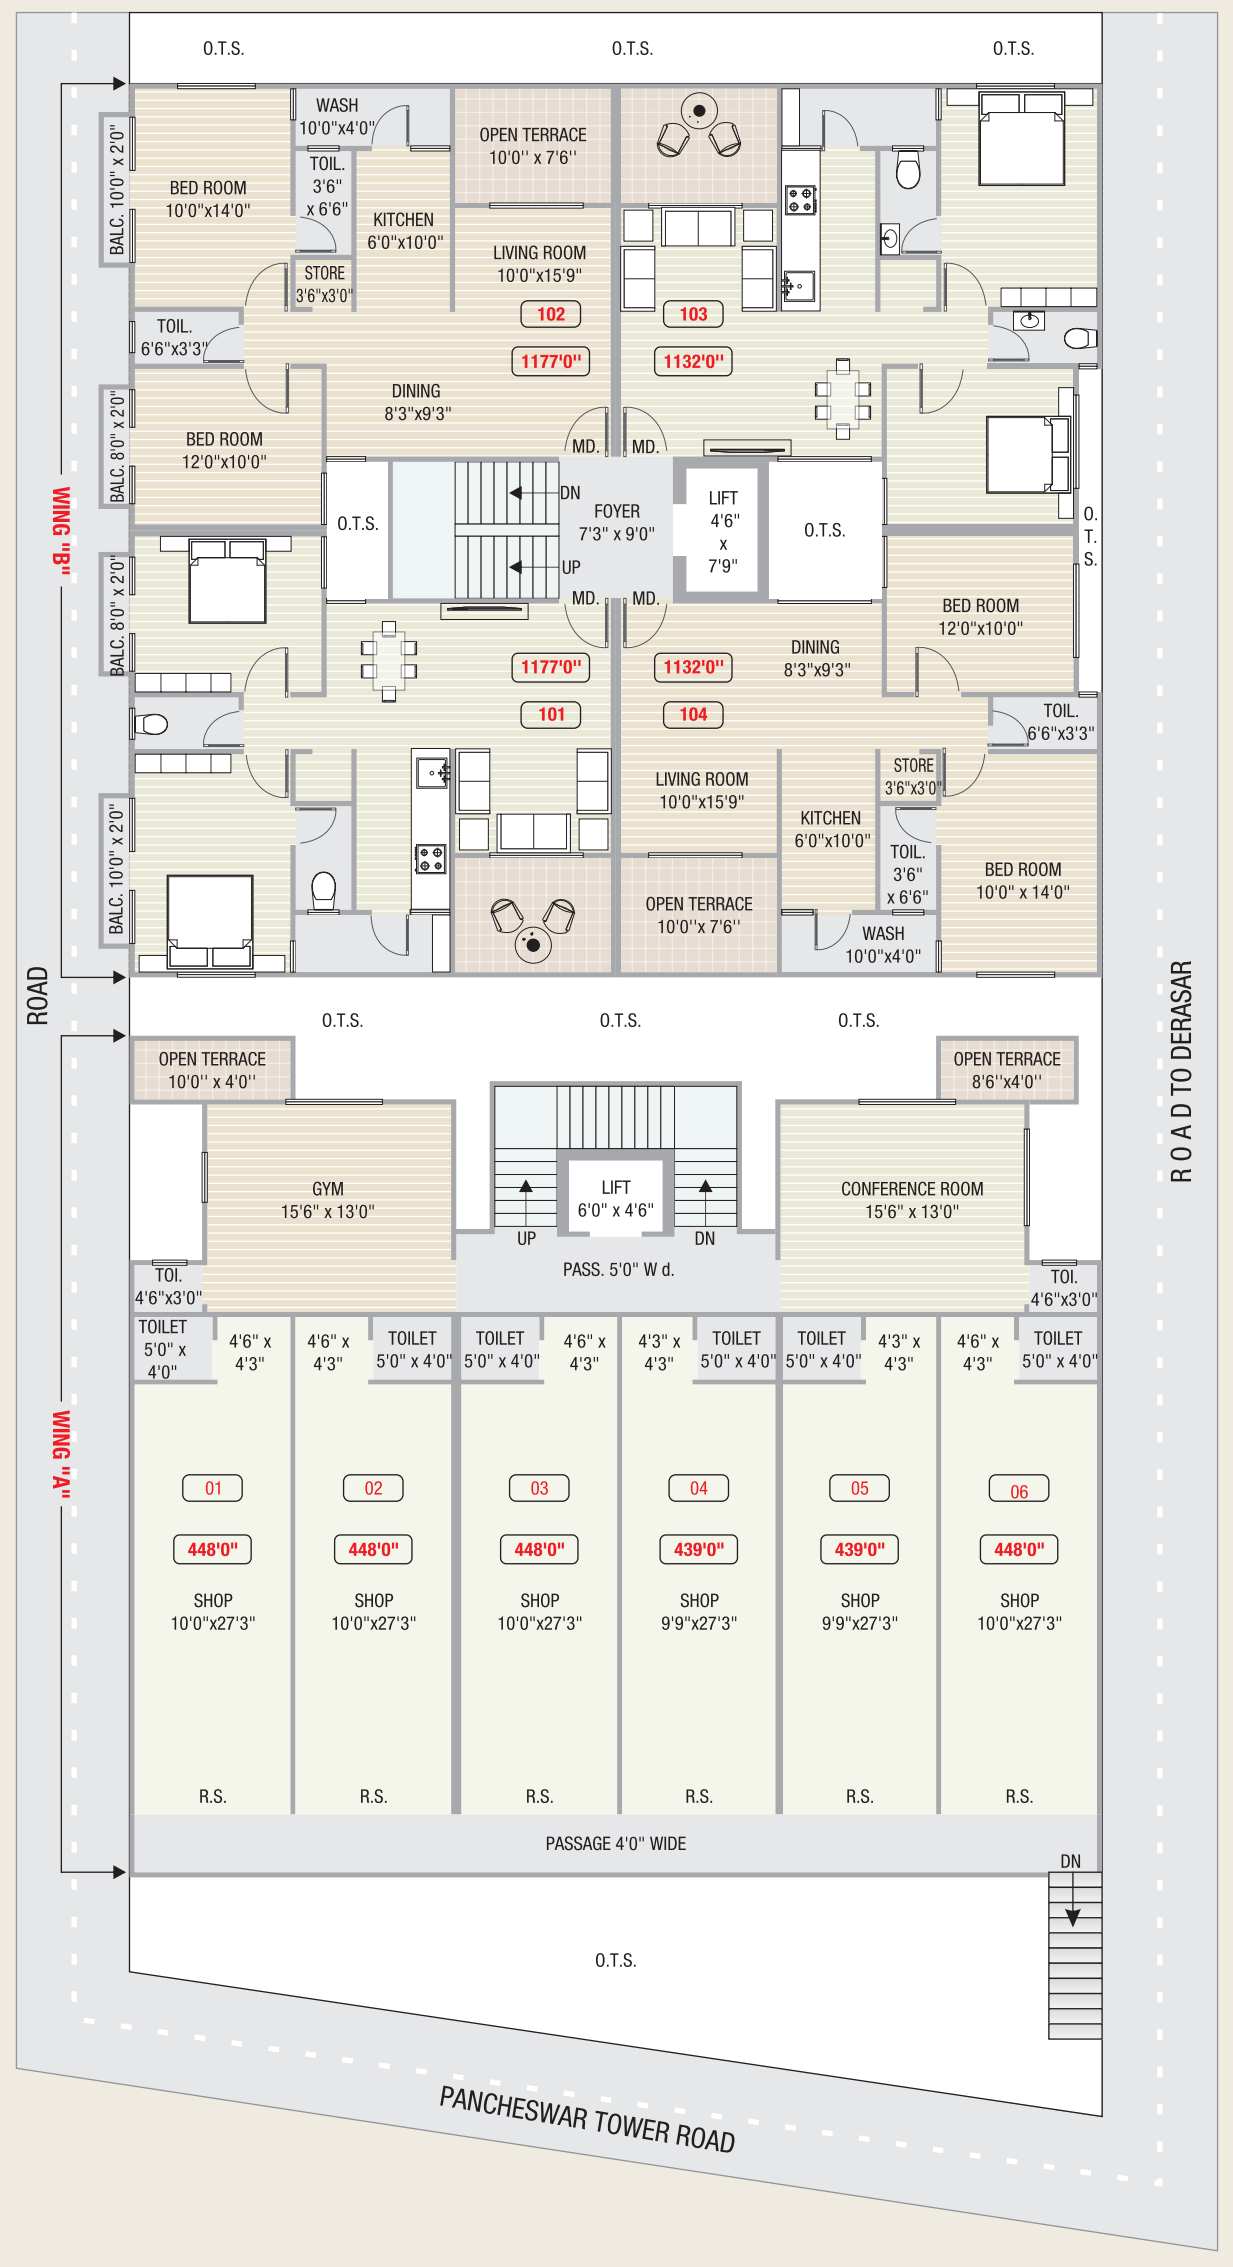 O.T.S.
O.T.S.
O.T.S.
WASH
10'0"x4'0"
OPEN TERRACE
10'0'' x 7'6''
BALC. 10'0" x 2'0"
BED ROOM
10'0"x14'0"
TOIL.
3'6"
x 6'6"
KITCHEN
6'0"x10'0"
LIVING ROOM
10'0"x15'9"
STORE
3'6"x3'0"
102
103
TOIL.
6'6"x3'3"
1177'0"
1132'0"
DINING
8'3"x9'3"
BALC. 8'0" x 2'0"
BED ROOM
12'0"x10'0"
MD.
MD.
WING "B"
O.T.S.
DN
UP
FOYER
7'3" x 9'0"
LIFT
4'6"
x
7'9"
O.T.S.
O.
T.
S.
BALC. 8'0" x 2'0"
MD.
MD.
BED ROOM
12'0"x10'0"
DINING
8'3"x9'3"
1177'0"
1132'0"
101
104
TOIL.
6'6"x3'3"
LIVING ROOM
10'0"x15'9"
STORE
3'6"x3'0"
KITCHEN
6'0"x10'0"
BALC. 10'0" x 2'0"
TOIL.
3'6"
x 6'6"
BED ROOM
10'0" x 14'0"
OPEN TERRACE
10'0''x 7'6''
WASH
10'0"x4'0"
ROAD
ROAD TO DERASAR
O.T.S.
O.T.S.
O.T.S.
OPEN TERRACE
10'0'' x 4'0''
OPEN TERRACE
8'6''x4'0''
GYM
15'6" x 13'0"
LIFT
6'0" x 4'6"
CONFERENCE ROOM
15'6" x 13'0"
UP
DN
PASS. 5'0" W d.
TOI.
4'6"x3'0"
TOI.
4'6"x3'0"
TOILET
5'0" x
4'0"
4'6" x
4'3"
4'6" x
4'3"
TOILET
5'0" x 4'0"
TOILET
5'0" x 4'0"
4'6" x
4'3"
4'3" x
4'3"
TOILET
5'0" x 4'0"
TOILET
5'0" x 4'0"
4'3" x
4'3"
4'6" x
4'3"
TOILET
5'0" x 4'0"
WING "A"
01
02
03
04
05
06
448'0"
448'0"
448'0"
439'0"
439'0"
448'0"
SHOP
10'0"x27'3"
SHOP
10'0"x27'3"
SHOP
10'0"x27'3"
SHOP
9'9"x27'3"
SHOP
9'9"x27'3"
SHOP
10'0"x27'3"
R.S.
R.S.
R.S.
R.S.
R.S.
R.S.
PASSAGE 4'0" WIDE
DN
O.T.S.
PANCHESWAR TOWER ROAD